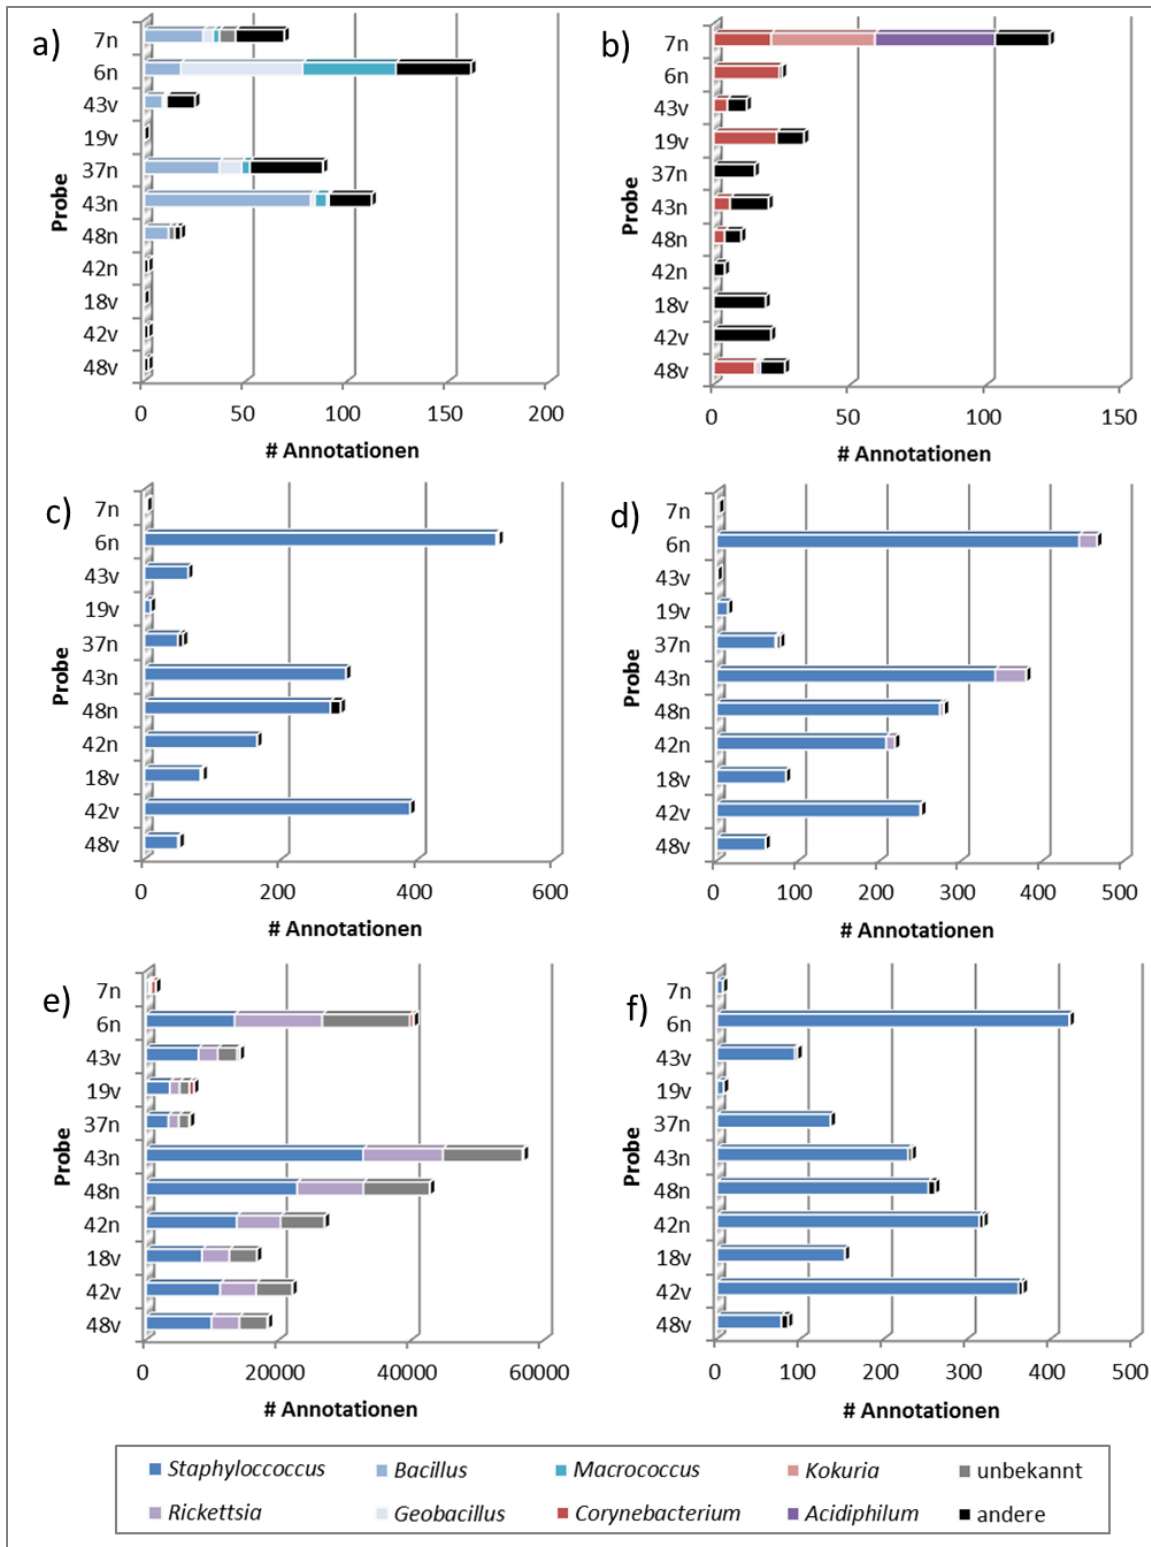 a)
7n
6n
43v
19v
37n
43n
48n
42n
18v
42v
48v
Probe
0 50 100 150 200
# Annotationen
b)
7n
6n
43v
19v
37n
43n
48n
42n
18v
42v
48v
Probe
0 50 100 150
# Annotationen
c)
7n
6n
43v
19v
37n
43n
48n
42n
18v
42v
48v
Probe
0 200 400 600
# Annotationen
d)
7n
6n
43v
19v
37n
43n
48n
42n
18v
42v
48v
Probe
0 100 200 300 400 500
# Annotationen
e)
7n
6n
43v
19v
37n
43n
48n
42n
18v
42v
48v
Probe
0 20000 40000 60000
# Annotationen
f)
7n
6n
43v
19v
37n
43n
48n
42n
18v
42v
48v
Probe
0 100 200 300 400 500
# Annotationen
Staphyloccoccus Bacillus Macrococcus Kokuria unbekannt
Rickettsia Geobacillus Corynebacterium Acidiphilum andere